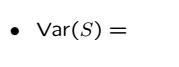 • Var(S) =